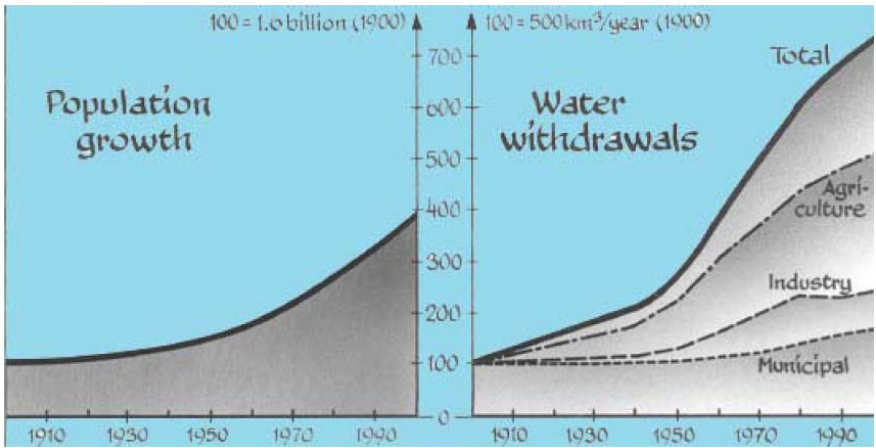 100 = 1.0 billion (1900)
100 = 500 km³/year (1900)
Population
growth
Water
withdrawals
Total
Agri-
culture
Industry
Municipal
700
600
500
400
300
200
100
0
1910 1930 1950 1970 1990
1910 1930 1950 1970 1990